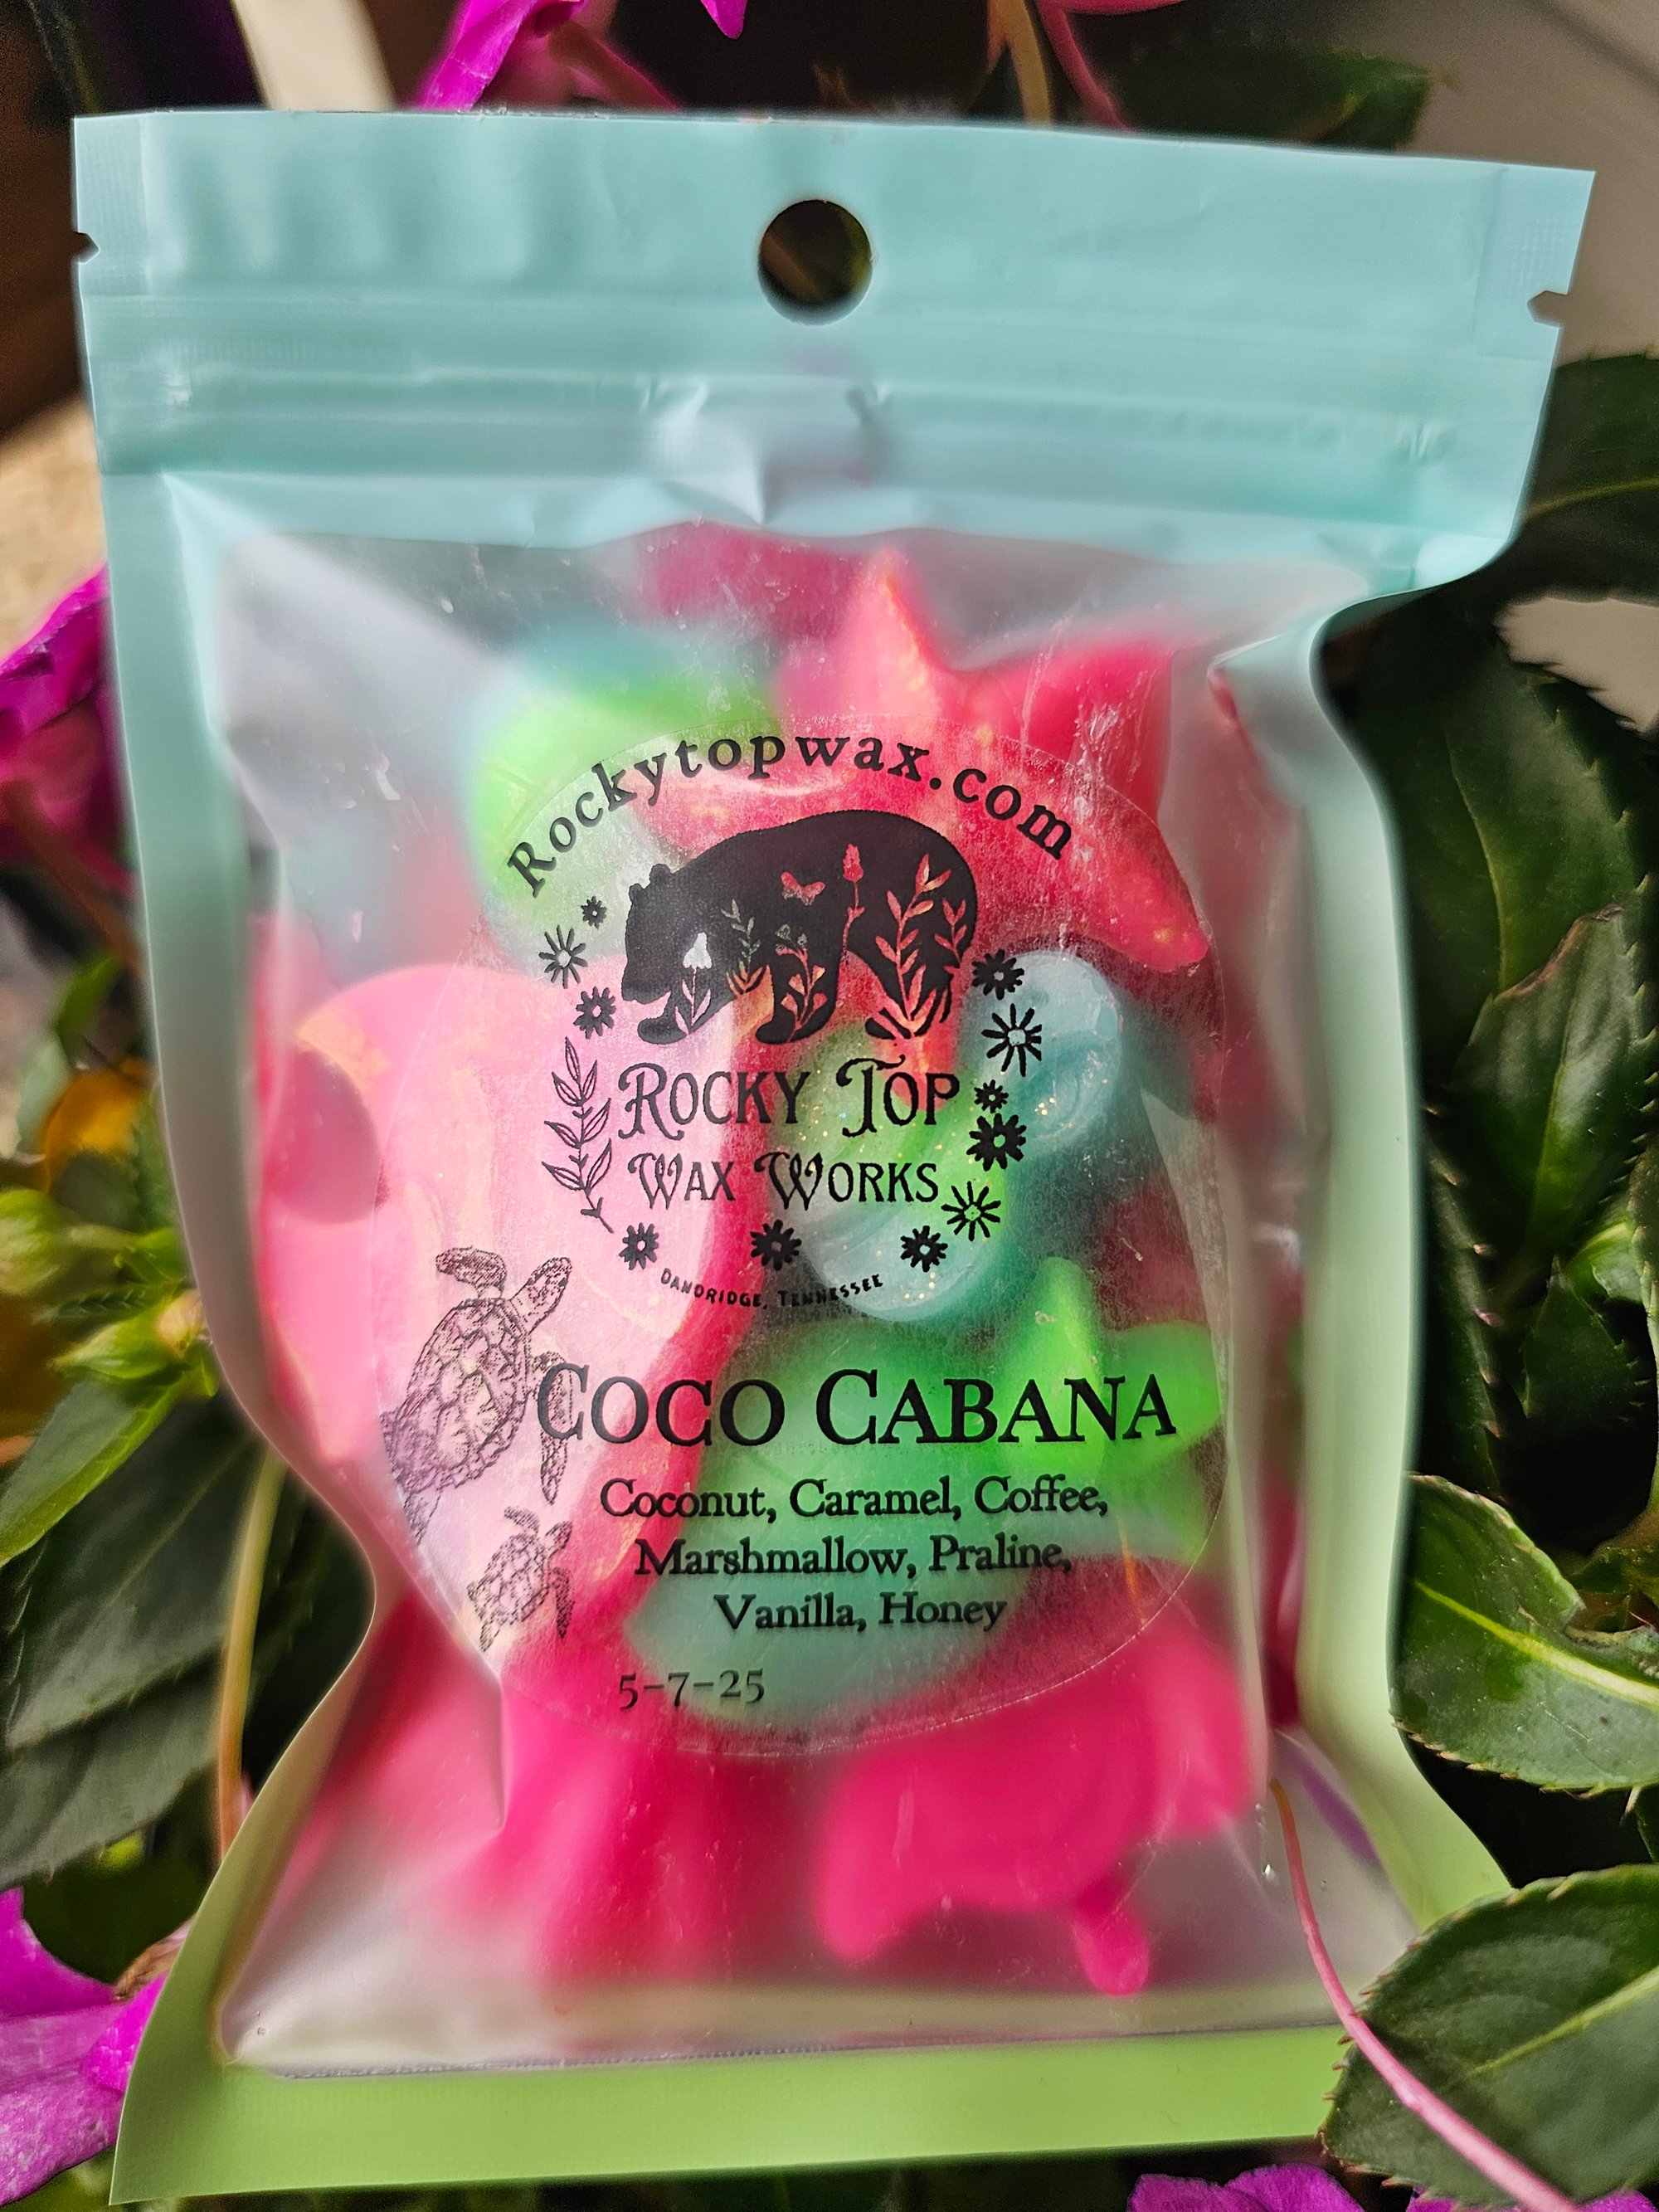 Rockytopwax.com
Rocky Top
Wax Works
Dandridge, Tennessee
Coco Cabana
Coconut, Caramel, Coffee,
Marshmallow, Praline,
Vanilla, Honey
5-7-25